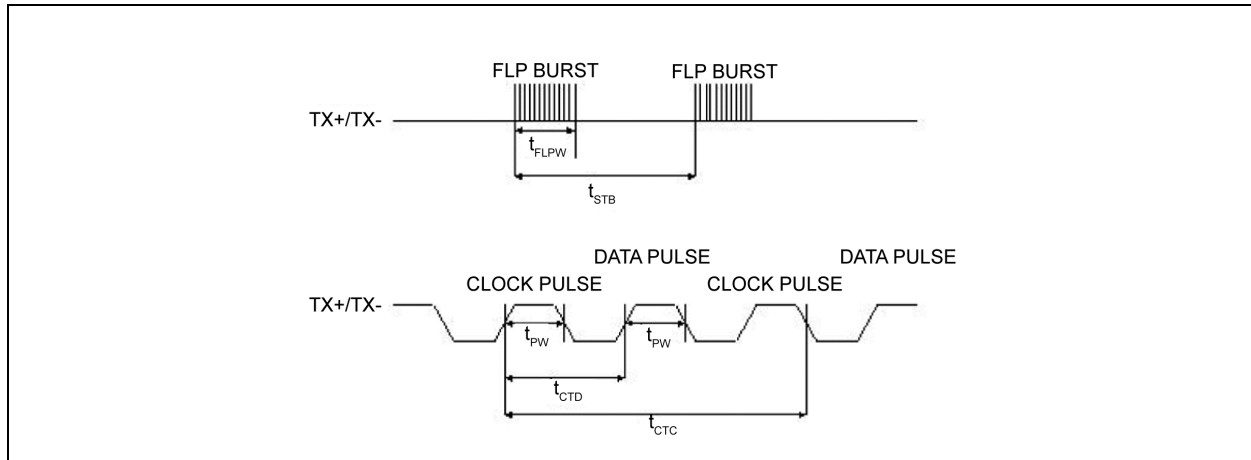 FLP BURST FLP BURST
TX+/TX-
tFLPW
tSTB
DATA PULSE DATA PULSE
CLOCK PULSE CLOCK PULSE
TX+/TX-
tPW tPW
tCTD
tCTC